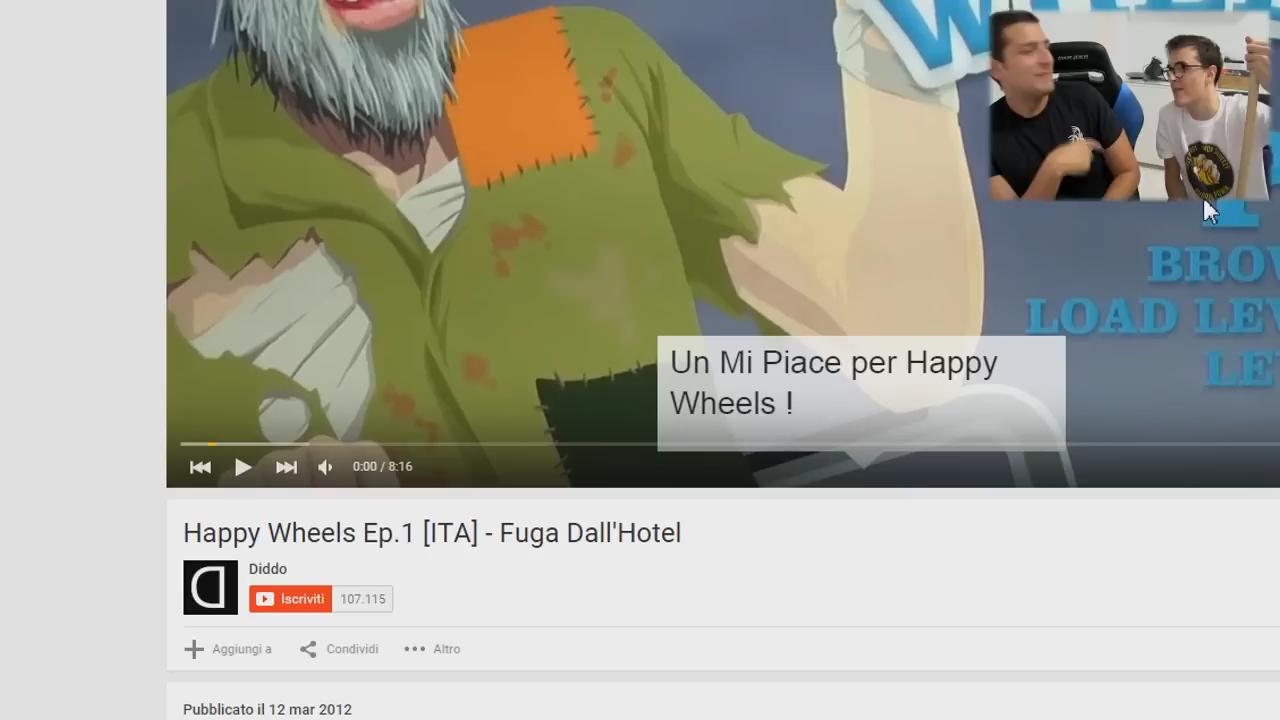 BROW
LOAD LEV
LE
Un Mi Piace per Happy
Wheels !
0:00 / 8:16
Happy Wheels Ep.1 [ITA] - Fuga Dall'Hotel
Diddo
Iscriviti 107.115
Aggiungi a Condividi Altro
Pubblicato il 12 mar 2012